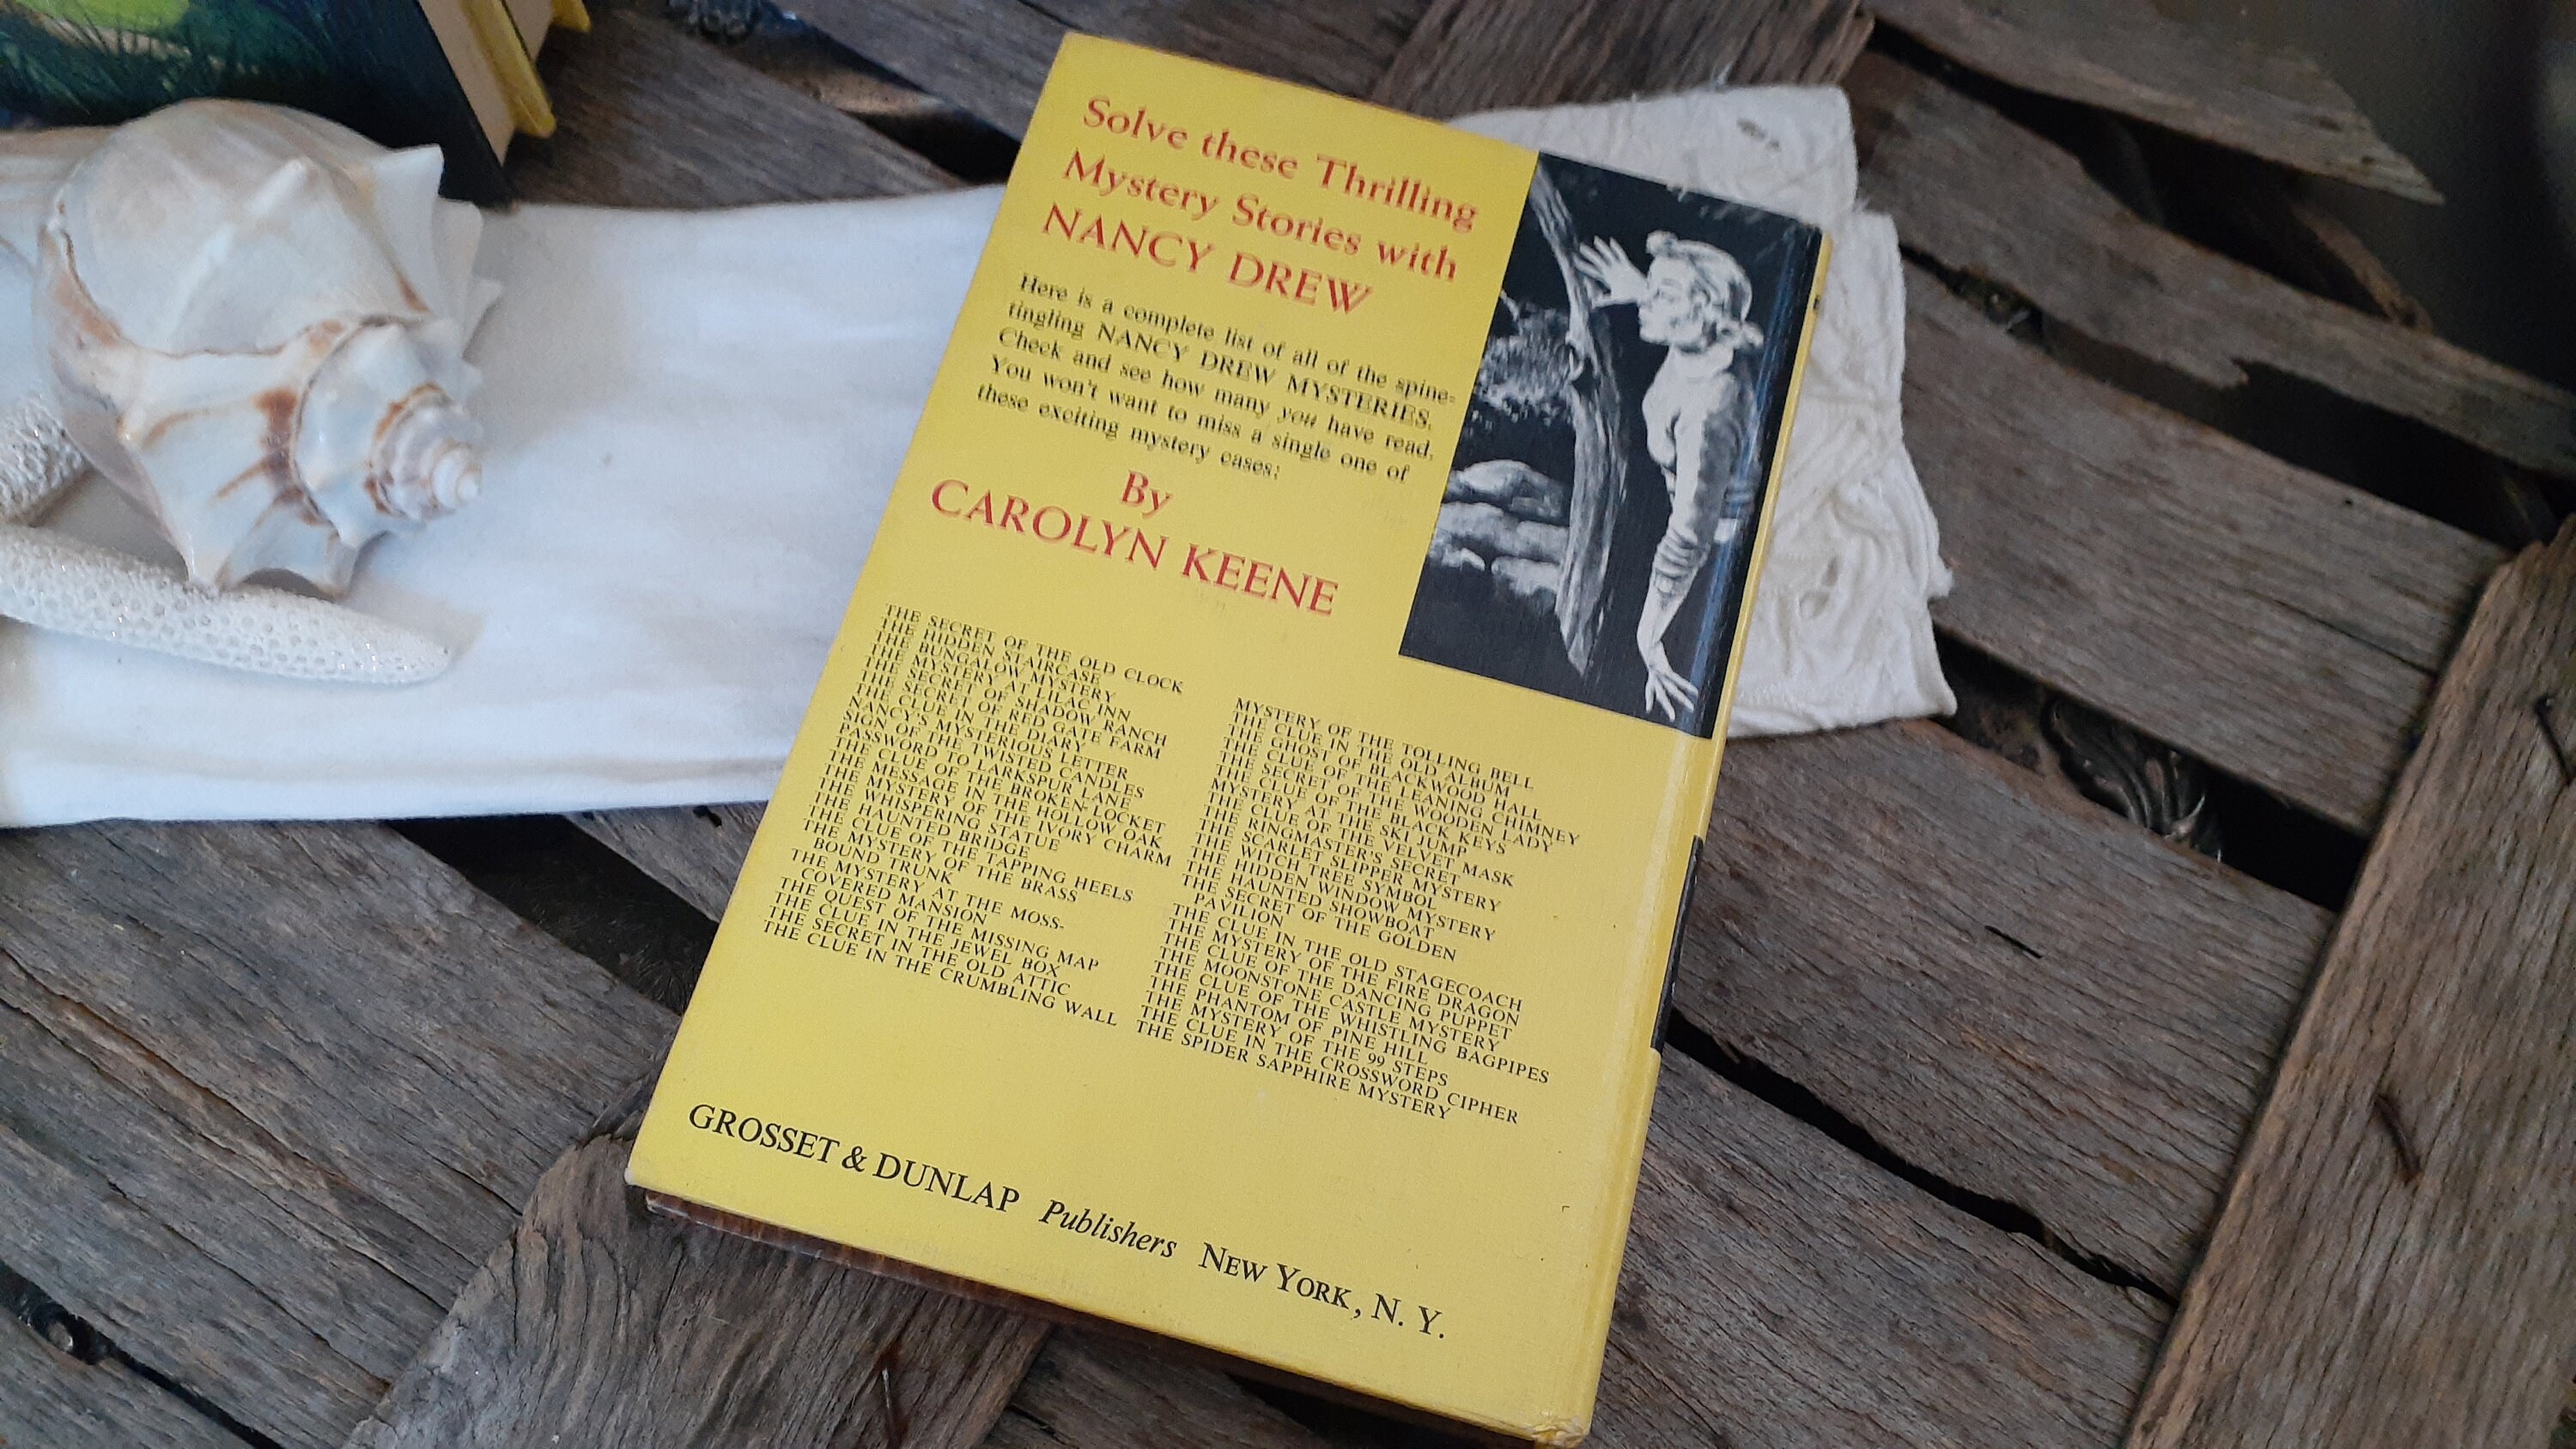 Solve these Thrilling
Mystery Stories with
NANCY DREW
Here is a complete list of all of the spine-
tingling NANCY DREW MYSTERIES.
Check and see how many you have read.
You won't want to miss a single one of
these exciting mystery cases:
By
CAROLYN KEENE
THE SECRET OF THE OLD CLOCK
THE HIDDEN STAIRCASE
THE BUNGALOW MYSTERY
THE MYSTERY AT LILAC INN
THE SECRET OF SHADOW RANCH
THE SECRET OF RED GATE FARM
THE CLUE IN THE DIARY
NANCY'S MYSTERIOUS LETTER
SIGN OF THE TWISTED CANDLES
PASSWORD TO LARKSPUR LANE
THE CLUE OF THE BROKEN LOCKET
THE MESSAGE IN THE HOLLOW OAK
THE MYSTERY OF THE IVORY CHARM
THE WHISPERING STATUE
THE HAUNTED BRIDGE
THE CLUE OF THE TAPPING HEELS
THE MYSTERY OF THE BRASS
BOUND TRUNK
THE MYSTERY AT THE MOSS-
COVERED MANSION
THE QUEST OF THE MISSING MAP
THE CLUE IN THE JEWEL BOX
THE SECRET IN THE OLD ATTIC
THE CLUE IN THE CRUMBLING WALL
MYSTERY OF THE TOLLING BELL
THE CLUE IN THE OLD ALBUM
THE GHOST OF BLACKWOOD HALL
THE CLUE OF THE LEANING CHIMNEY
THE SECRET OF THE WOODEN LADY
THE CLUE OF THE BLACK KEYS
MYSTERY AT THE SKI JUMP
THE CLUE OF THE VELVET MASK
THE RINGMASTER'S SECRET
THE SCARLET SLIPPER MYSTERY
THE WITCH TREE SYMBOL
THE HIDDEN WINDOW MYSTERY
THE HAUNTED SHOWBOAT
THE SECRET OF THE GOLDEN
PAVILION
THE CLUE IN THE OLD STAGECOACH
THE MYSTERY OF THE FIRE DRAGON
THE CLUE OF THE DANCING PUPPET
THE MOONSTONE CASTLE MYSTERY
THE CLUE OF THE WHISTLING BAGPIPES
THE PHANTOM OF PINE HILL
THE MYSTERY OF THE 99 STEPS
THE CLUE IN THE CROSSWORD CIPHER
THE SPIDER SAPPHIRE MYSTERY
GROSSET & DUNLAP Publishers NEW YORK, N. Y.